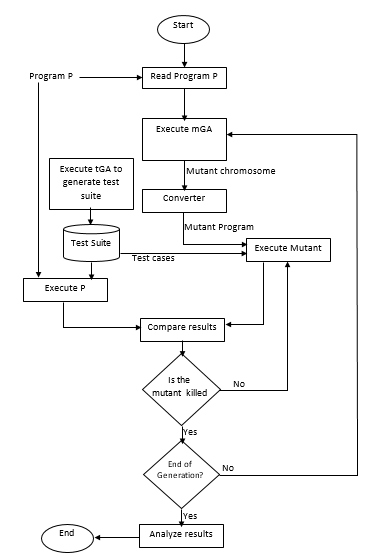 Start
Program P
Read Program P
Execute mGA
Mutant chromosome
Execute tGA to
generate test
suite
Converter
Mutant Program
Test Suite
Test cases
Execute Mutant
Execute P
Compare results
Is the
mutant killed
No
Yes
End of
Generation?
No
Yes
Analyze results
End